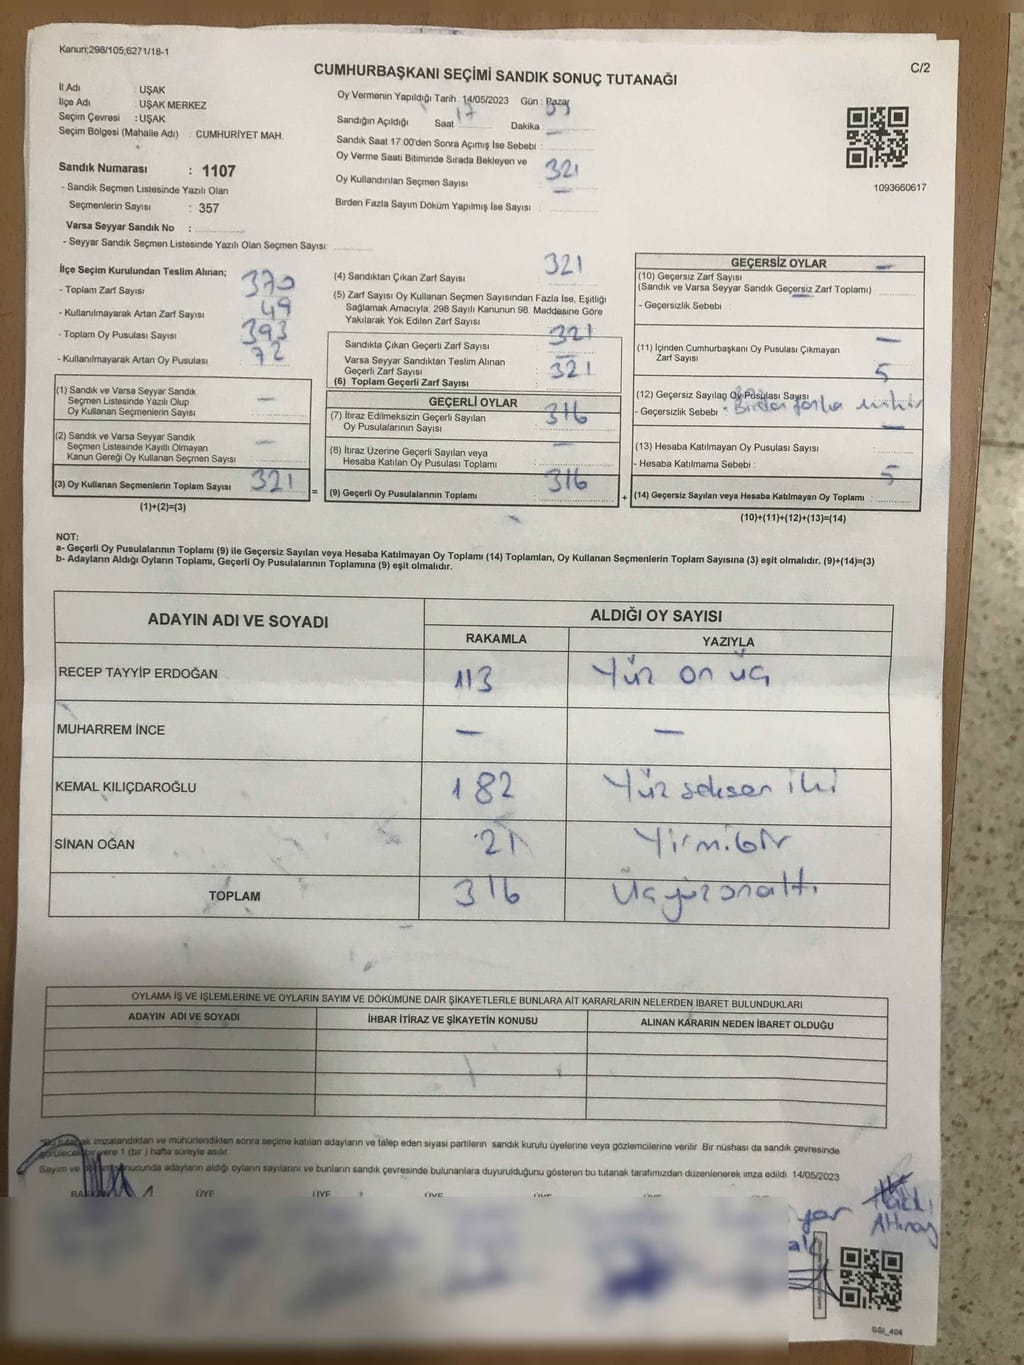 Kanun;298/105,6271/18-1
C/2
CUMHURBAŞKANI SEÇİMİ SANDIK SONUÇ TUTANAĞI
İl Adı : UŞAK
İlçe Adı : UŞAK MERKEZ
Seçim Çevresi : UŞAK
Seçim Bölgesi (Mahalle Adı) : CUMHURİYET MAH.
Sandık Numarası : 1107
- Sandık Seçmen Listesinde Yazılı Olan
Seçmenlerin Sayısı : 357
Varsa Seyyar Sandık No :
- Seyyar Sandık Seçmen Listesinde Yazılı Olan Seçmen Sayısı:
Oy Vermenin Yapıldığı Tarih : 14/05/2023 Gün : Pazar
Sandığın Açıldığı Saat : 17 Dakika :
Sandık Saat 17.00'den Sonra Açımış İse Sebebi : —
Oy Verme Saati Bitiminde Sırada Bekleyen ve
Oy Kullandırılan Seçmen Sayısı : 321
Birden Fazla Sayım Döküm Yapılmış İse Sayısı : —
1093660617
İlçe Seçim Kurulundan Teslim Alınan;
- Toplam Zarf Sayısı : 370
- Kullanılmayarak Artan Zarf Sayısı : 49
- Toplam Oy Pusulası Sayısı : 393
- Kullanılmayarak Artan Oy Pusulası : 72
(1) Sandık ve Varsa Seyyar Sandık
Seçmen Listesinde Yazılı Olup
Oy Kullanan Seçmenlerin Sayısı : —
(2) Sandık ve Varsa Seyyar Sandık
Seçmen Listesinde Kayıtlı Olmayan
Kanun Gereği Oy Kullanan Seçmen Sayısı : —
(3) Oy Kullanan Seçmenlerin Toplam Sayısı : 321
(1)+(2)=(3)
=
(4) Sandıktan Çıkan Zarf Sayısı : 321
(5) Zarf Sayısı Oy Kullanan Seçmen Sayısından Fazla İse, Eşitliği
Sağlamak Amacıyla; 298 Sayılı Kanunun 98. Maddesine Göre
Yakılarak Yok Edilen Zarf Sayısı :
Sandıkta Çıkan Geçerli Zarf Sayısı : 321
Varsa Seyyar Sandıktan Teslim Alınan
Geçerli Zarf Sayısı : —
(6) Toplam Geçerli Zarf Sayısı : 321
GEÇERLİ OYLAR
(7) İtiraz Edilmeksizin Geçerli Sayılan
Oy Pusulalarının Sayısı : 316
(8) İtiraz Üzerine Geçerli Sayılan veya
Hesaba Katılan Oy Pusulası Toplamı : —
(9) Geçerli Oy Pusulalarının Toplamı : 316
+
GEÇERSİZ OYLAR
(10) Geçersiz Zarf Sayısı
(Sandık ve Varsa Seyyar Sandık Geçersiz Zarf Toplamı) : —
- Geçersizlik Sebebi : —
(11) İçinden Cumhurbaşkanı Oy Pusulası Çıkmayan
Zarf Sayısı : —
(12) Geçersiz Sayılan Oy Pusulası Sayısı : 5
- Geçersizlik Sebebi : Birden fazla mühür
(13) Hesaba Katılmayan Oy Pusulası Sayısı : —
- Hesaba Katılmama Sebebi :
(14) Geçersiz Sayılan veya Hesaba Katılmayan Oy Toplamı : 5
(10)+(11)+(12)+(13)=(14)
NOT:
a- Geçerli Oy Pusulalarının Toplamı (9) ile Geçersiz Sayılan veya Hesaba Katılmayan Oy Toplamı (14) Toplamları, Oy Kullanan Seçmenlerin Toplam Sayısına (3) eşit olmalıdır. (9)+(14)=(3)
b- Adayların Aldığı Oyların Toplamı, Geçerli Oy Pusulalarının Toplamına (9) eşit olmalıdır.
ADAYIN ADI VE SOYADI
ALDIĞI OY SAYISI
RAKAMLA YAZIYLA
RECEP TAYYİP ERDOĞAN 113 Yüz on üç
MUHARREM İNCE — —
KEMAL KILIÇDAROĞLU 182 Yüz seksen iki
SİNAN OĞAN 21 Yirmi bir
TOPLAM 316 Üç yüz on altı
OYLAMA İŞ VE İŞLEMLERİNE VE OYLARIN SAYIM VE DÖKÜMÜNE DAİR ŞİKAYETLERLE BUNLARA AİT KARARLARIN NELERDEN İBARET BULUNDUKLARI
ADAYIN ADI VE SOYADI İHBAR İTİRAZ VE ŞİKAYETİN KONUSU ALINAN KARARIN NEDEN İBARET OLDUĞU
*Bu tutanak imzalandıktan ve mühürlendikten sonra seçime katılan adayların ve talep eden siyasi partilerin sandık kurulu üyelerine veya gözlemcilerine verilir. Bir nüshası da sandık çevresinde
görülecek bir yere 1 (bir) hafta süreyle asılır.
Sayım ve sonucunda adayların aldığı oyların sayılarını ve bunların sandık çevresinde bulunanlara duyurulduğunu gösteren bu tutanak tarafımızdan düzenlenerek imza edildi. 14/05/2023
BAŞKAN ÜYE ÜYE ÜYE ÜYE ÜYE
Altınay